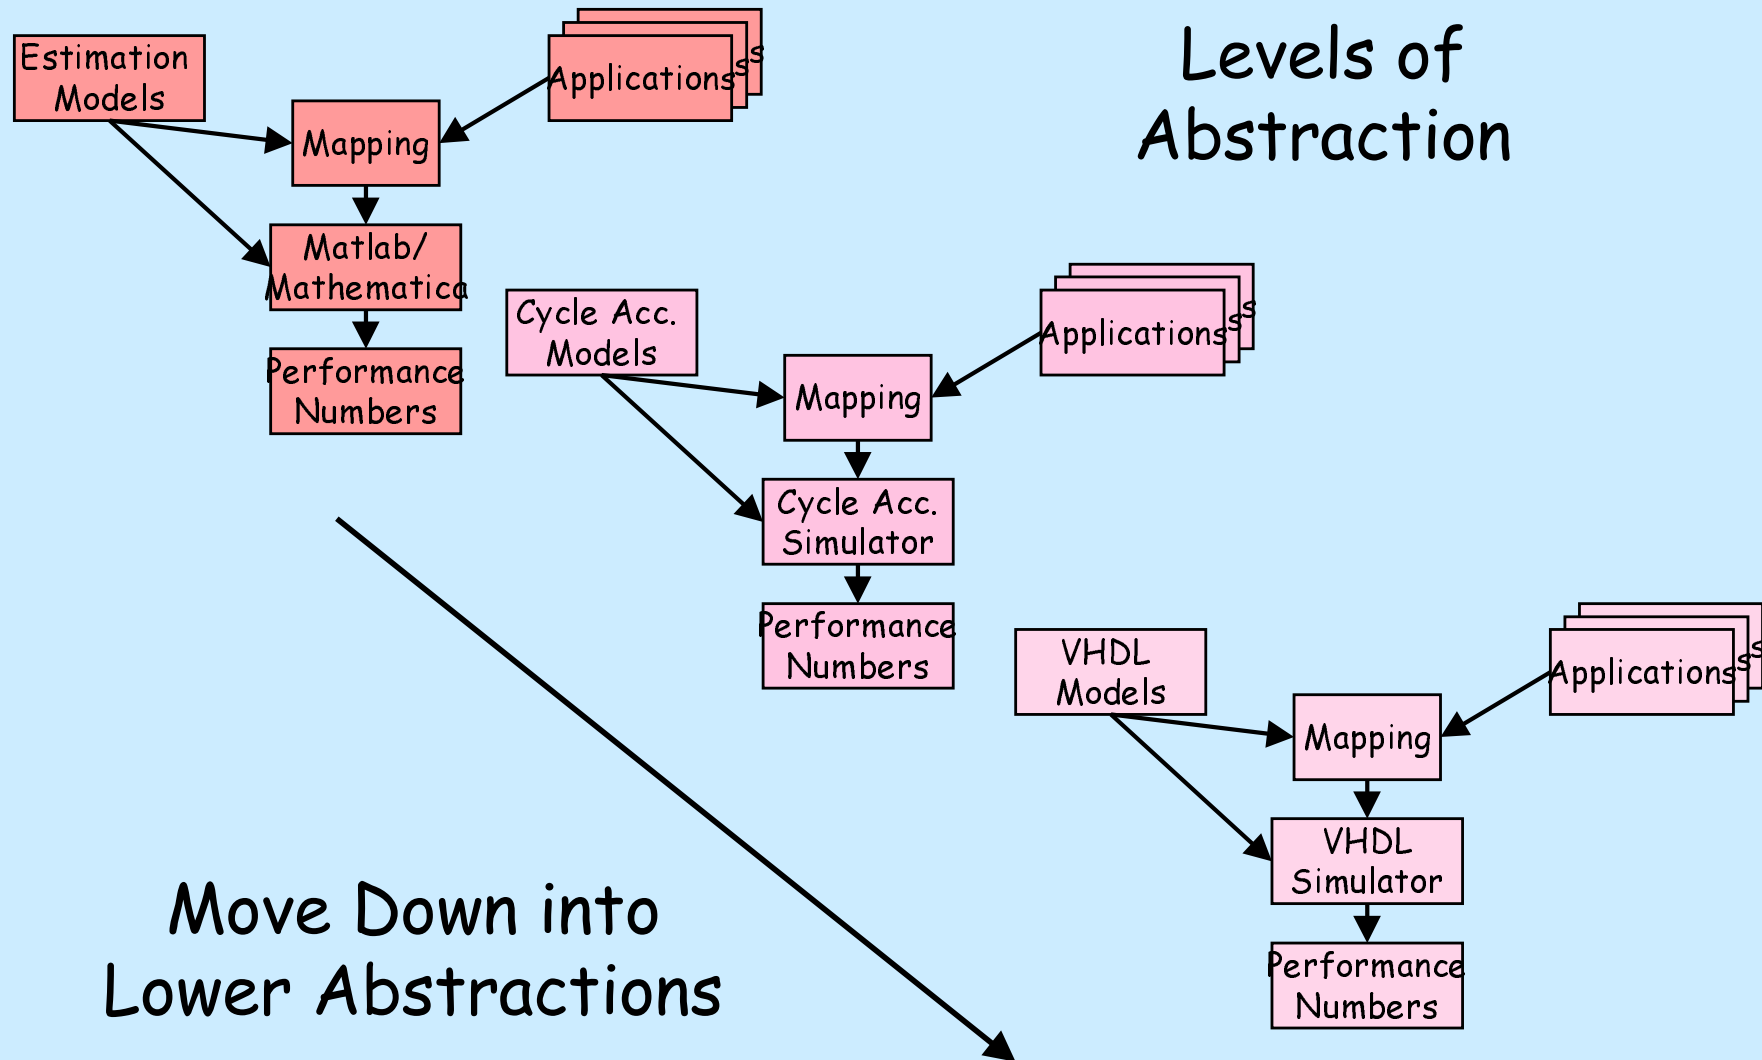 Levels of
Abstraction
Estimation
Models
Applications
s
s
Mapping
Matlab/
Mathematica
Performance
Numbers
Cycle Acc.
Models
Applications
s
s
Mapping
Cycle Acc.
Simulator
Performance
Numbers
VHDL
Models
Applications
s
s
Mapping
VHDL
Simulator
Performance
Numbers
Move Down into
Lower Abstractions